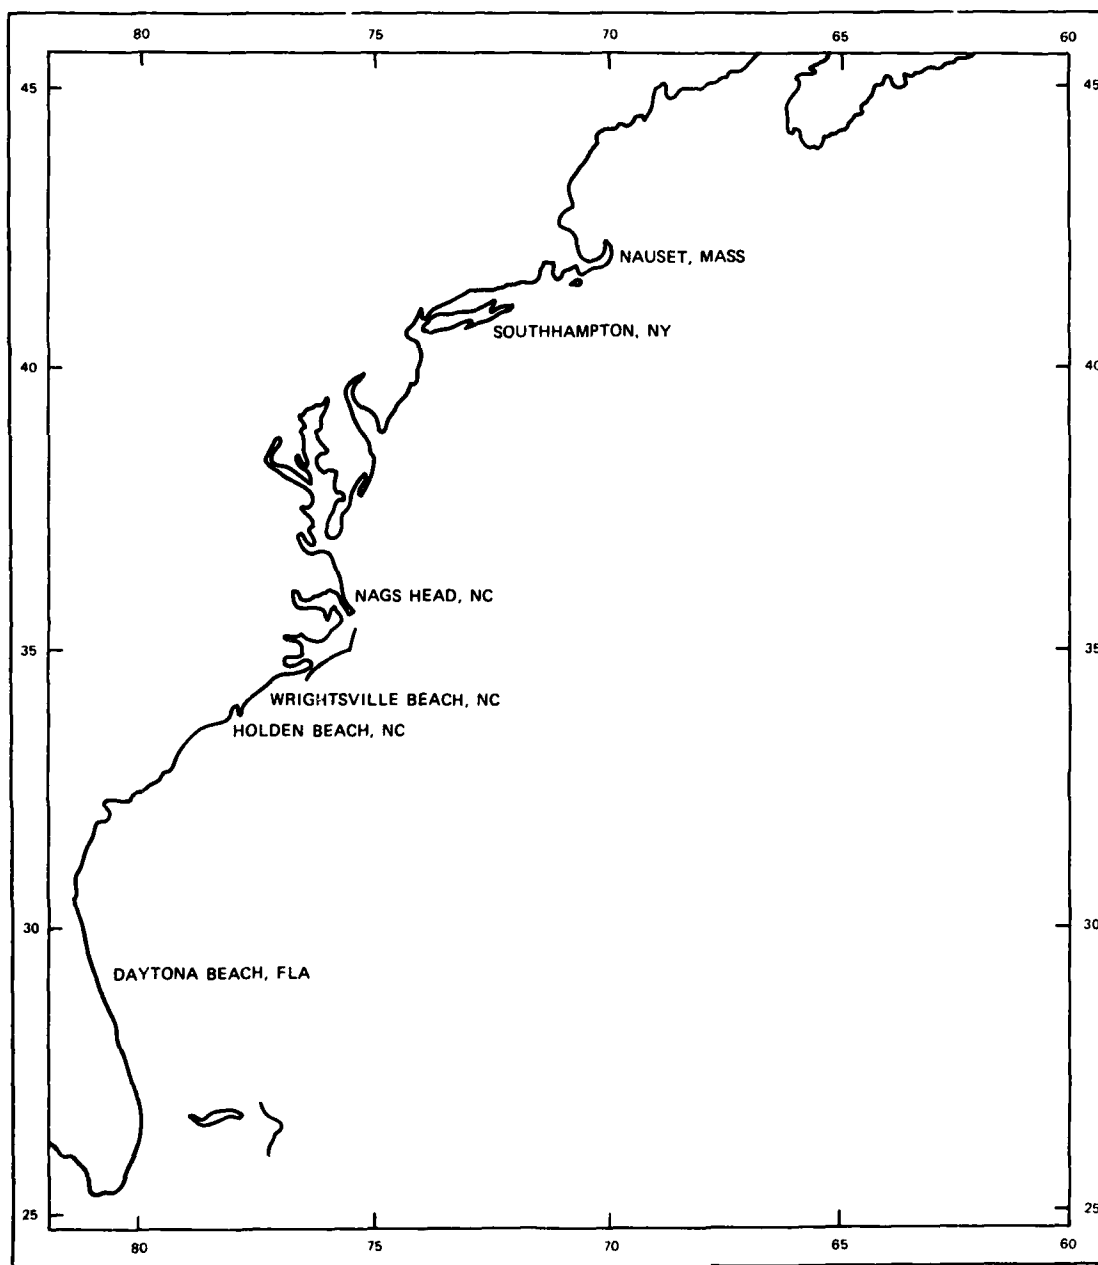 80 75 70 65 60
45 45
NAUSET, MASS
SOUTHHAMPTON, NY
40 40
NAGS HEAD, NC
35 35
WRIGHTSVILLE BEACH, NC
HOLDEN BEACH, NC
30 30
DAYTONA BEACH, FLA
25 25
80 75 70 65 60